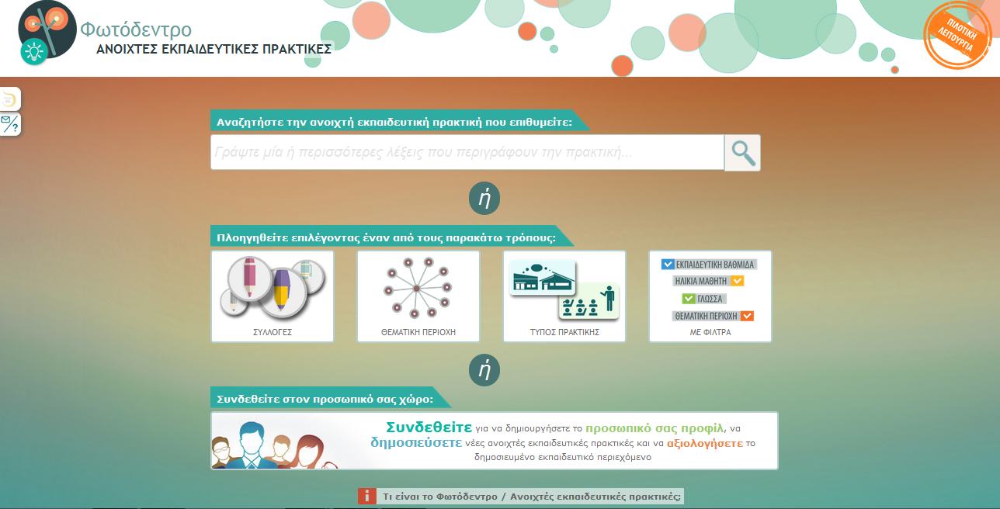 Φωτόδεντρο
ΑΝΟΙΧΤΕΣ ΕΚΠΑΙΔΕΥΤΙΚΕΣ ΠΡΑΚΤΙΚΕΣ
ΠΙΛΟΤΙΚΗ
ΛΕΙΤΟΥΡΓΙΑ
Αναζητήστε την ανοιχτή εκπαιδευτική πρακτική που επιθυμείτε:
Γράψτε μία ή περισσότερες λέξεις που περιγράφουν την πρακτική...
ή
Πλοηγηθείτε επιλέγοντας έναν από τους παρακάτω τρόπους:
ΕΚΠΑΙΔΕΥΤΙΚΗ ΒΑΘΜΙΔΑ
ΗΛΙΚΙΑ ΜΑΘΗΤΗ
ΓΛΩΣΣΑ
ΘΕΜΑΤΙΚΗ ΠΕΡΙΟΧΗ
ΣΥΛΛΟΓΕΣ
ΘΕΜΑΤΙΚΗ ΠΕΡΙΟΧΗ
ΤΥΠΟΣ ΠΡΑΚΤΙΚΗΣ
ΜΕ ΦΙΛΤΡΑ
ή
Συνδεθείτε στον προσωπικό σας χώρο:
Συνδεθείτε για να δημιουργήσετε το προσωπικό σας προφίλ, να
δημοσιεύσετε νέες ανοιχτές εκπαιδευτικές πρακτικές και να αξιολογήσετε το
δημοσιευμένο εκπαιδευτικό περιεχόμενο
i Τι είναι το Φωτόδεντρο / Ανοιχτές εκπαιδευτικές πρακτικές;